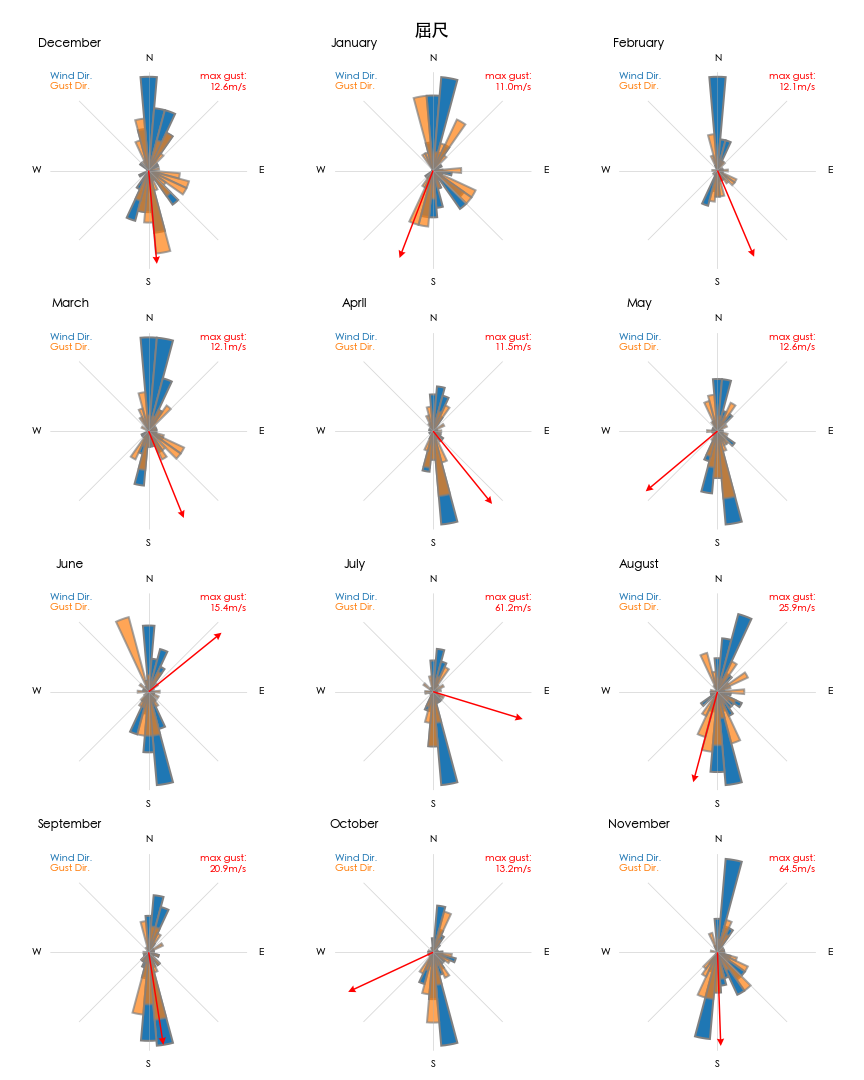 屈尺
December
N
Wind Dir.
Gust Dir.
max gust:
12.6m/s
W
E
S
January
N
Wind Dir.
Gust Dir.
max gust:
11.0m/s
W
E
S
February
N
Wind Dir.
Gust Dir.
max gust:
12.1m/s
W
E
S
March
N
Wind Dir.
Gust Dir.
max gust:
12.1m/s
W
E
S
April
N
Wind Dir.
Gust Dir.
max gust:
11.5m/s
W
E
S
May
N
Wind Dir.
Gust Dir.
max gust:
12.6m/s
W
E
S
June
N
Wind Dir.
Gust Dir.
max gust:
15.4m/s
W
E
S
July
N
Wind Dir.
Gust Dir.
max gust:
61.2m/s
W
E
S
August
N
Wind Dir.
Gust Dir.
max gust:
25.9m/s
W
E
S
September
N
Wind Dir.
Gust Dir.
max gust:
20.9m/s
W
E
S
October
N
Wind Dir.
Gust Dir.
max gust:
13.2m/s
W
E
S
November
N
Wind Dir.
Gust Dir.
max gust:
64.5m/s
W
E
S